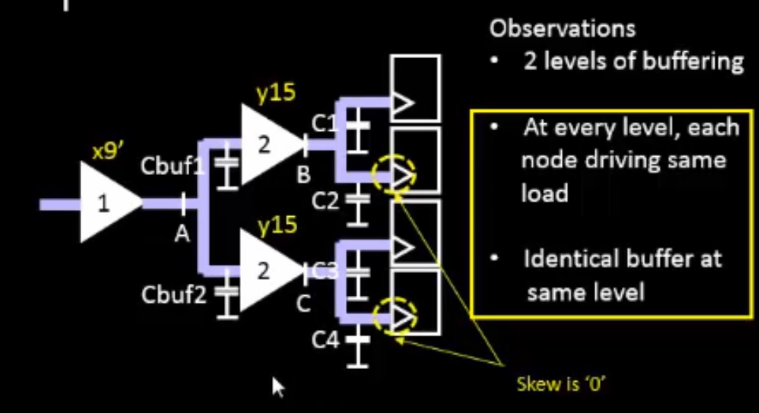 Observations
• 2 levels of buffering
• At every level, each
node driving same
load
• Identical buffer at
same level
y15
C1
x9’
Cbuf1
2
B
1
C2
A
y15
2
C3
Cbuf2
C
C4
Skew is ‘0’